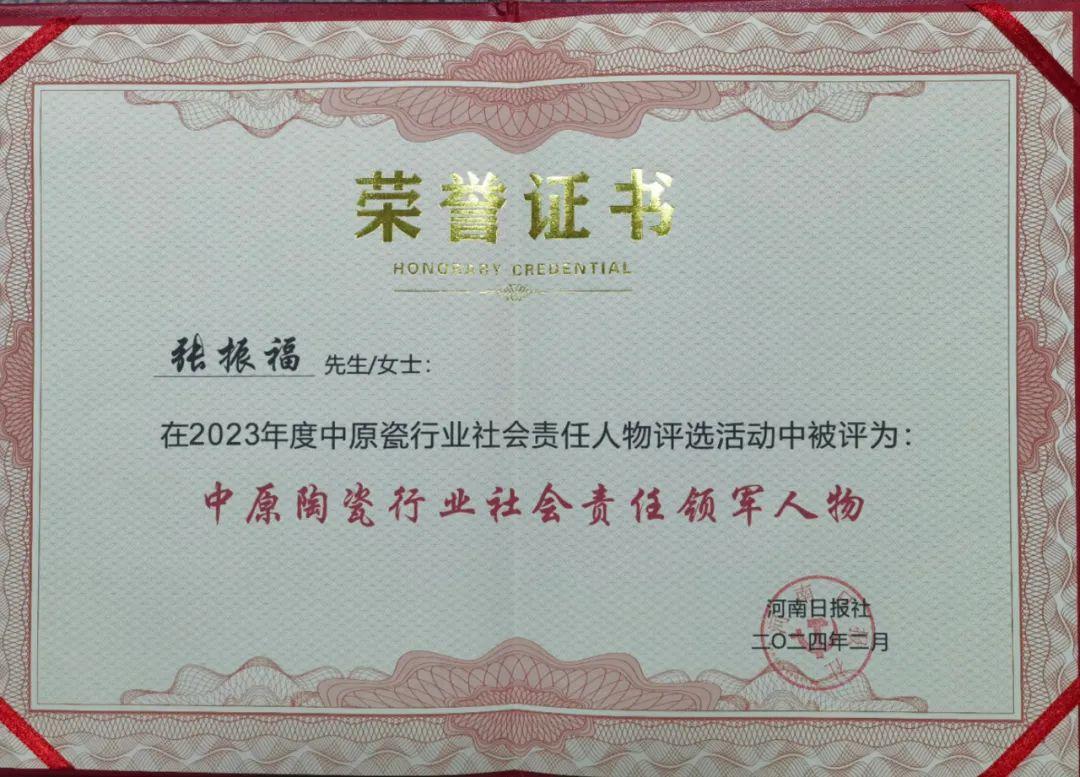 荣誉证书
HONORARY CREDENTIAL
张振福 先生/女士：
在2023年度中原瓷行业社会责任人物评选活动中被评为：
中原陶瓷行业社会责任领军人物
河南日报社
二〇二四年二月